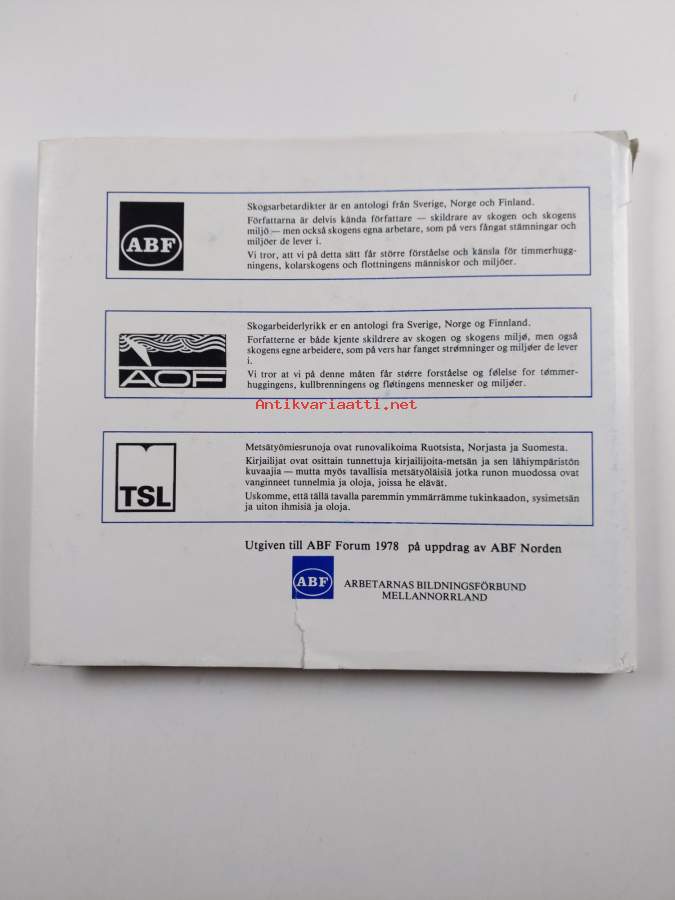 Skogsarbetardikter är en antologi från Sverige, Norge och Finland.
Författarna är delvis kända författare — skildrare av skogen och skogens
miljö — men också skogens egna arbetare, som på vers fångat stämningar och
miljöer de lever i.
Vi tror, att vi på detta sätt får större förståelse och känsla för timmerhugg-
ningens, kolarskogens och flottningens människor och miljöer.
ABF
Skogarbeiderlyrikk er en antologi fra Sverige, Norge og Finnland.
Forfatterne er både kjente skildrere av skogen og skogens miljø, men også
skogens egne arbeidere, som på vers har fanget strømninger og miljøer de lever
i.
Vi tror at vi på denne måten får større forståelse og følelse for tømmer-
huggingens, kullbrenningens og fløtingens mennesker og miljøer.
AOF
Antikvariaatti.net
Metsätyömiesrunoja ovat runovalikoima Ruotsista, Norjasta ja Suomesta.
Kirjailijat ovat osittain tunnettuja kirjailijoita-metsän ja sen lähiympäristön
kuvaajia — mutta myös tavallisia metsätyöläisiä jotka runon muodossa ovat
vanginneet tunnelmia ja oloja, joissa he elävät.
Uskomme, että tällä tavalla paremmin ymmärrämme tukinkaadon, sysimetsän
ja uiton ihmisiä ja oloja.
TSL
Utgiven till ABF Forum 1978 på uppdrag av ABF Norden
ABF
ARBETARNAS BILDNINGSFÖRBUND
MELLANNORRLAND